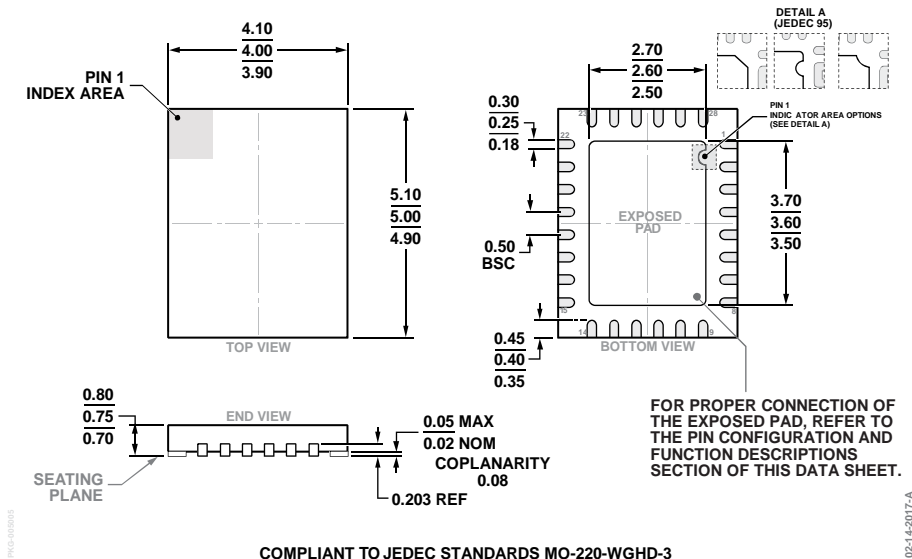 DETAIL A
(JEDEC 95)
4.10
4.00
3.90
PIN 1
INDEX AREA
5.10
5.00
4.90
TOP VIEW
2.70
2.60
2.50
0.30
0.25
0.18
PIN 1
INDIC ATOR AREA OPTIONS
(SEE DETAIL A)
23
28
22
1
EXPOSED
PAD
3.70
3.60
3.50
0.50
BSC
15
8
14
9
0.45
0.40
0.35
BOTTOM VIEW
0.80
0.75
0.70
END VIEW
0.05 MAX
0.02 NOM
COPLANARITY
0.08
SEATING
PLANE
0.203 REF
FOR PROPER CONNECTION OF
THE EXPOSED PAD, REFER TO
THE PIN CONFIGURATION AND
FUNCTION DESCRIPTIONS
SECTION OF THIS DATA SHEET.
02-14-2017-A
COMPLIANT TO JEDEC STANDARDS MO-220-WGHD-3